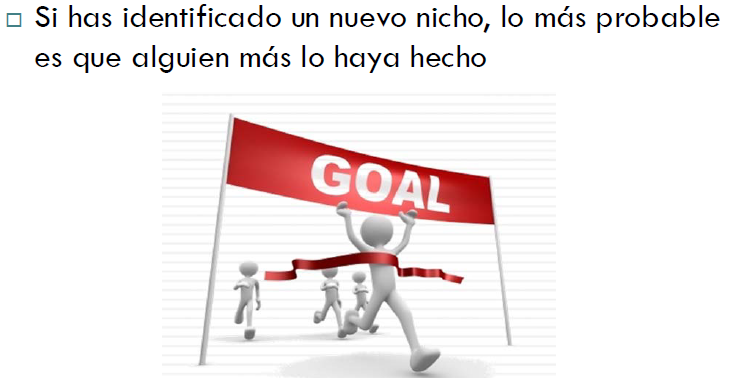 Si has identificado un nuevo nicho, lo más probable
es que alguien más lo haya hecho
GOAL